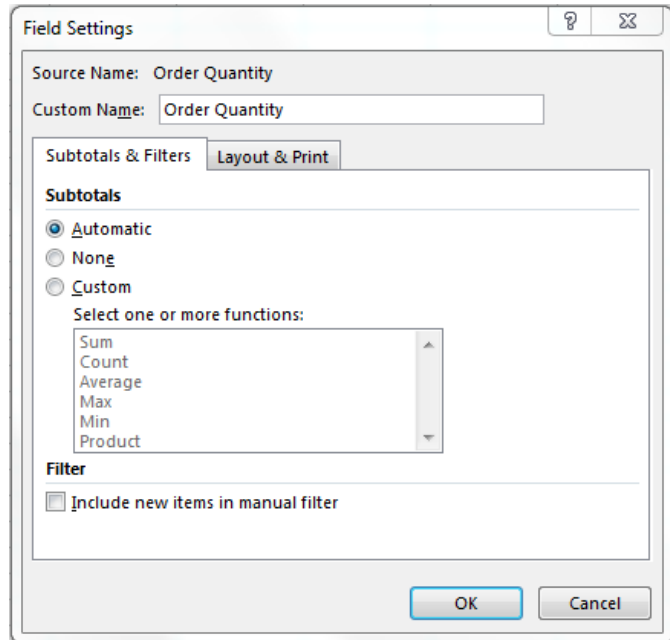 Field Settings
Source Name: Order Quantity
Custom Name: Order Quantity
Subtotals & Filters Layout & Print
Subtotals
Automatic
None
Custom
Select one or more functions:
Sum
Count
Average
Max
Min
Product
Filter
Include new items in manual filter
OK Cancel